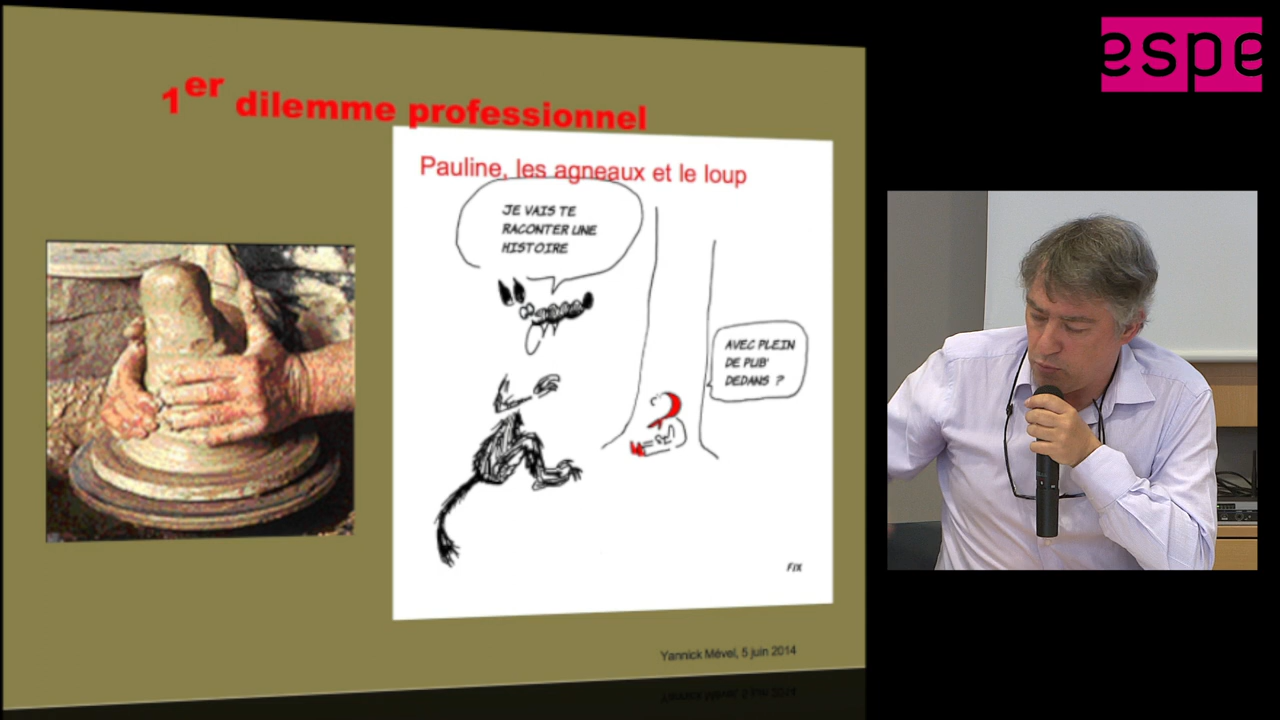 espe
1er dilemme professionnel
Pauline, les agneaux et le loup
JE VAIS TE
RACONTER UNE
HISTOIRE
AVEC PLEIN
DE PUB'
DEDANS ?
FIX
Yannick Mével, 5 juin 2014